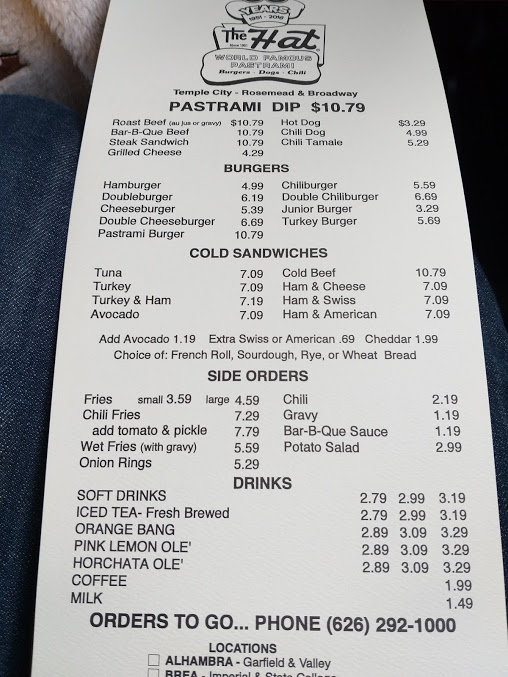 YEARS
1951 - 2016
The Hat
Since 1951
WORLD FAMOUS
PASTRAMI
Burgers - Dogs - Chili
Temple City - Rosemead & Broadway
PASTRAMI DIP $10.79
Roast Beef (au jus or gravy) $10.79 Hot Dog $3.29
Bar-B-Que Beef 10.79 Chili Dog 4.99
Steak Sandwich 10.79 Chili Tamale 5.29
Grilled Cheese 4.29
BURGERS
Hamburger 4.99 Chiliburger 5.59
Doubleburger 6.19 Double Chiliburger 6.69
Cheeseburger 5.39 Junior Burger 3.29
Double Cheeseburger 6.69 Turkey Burger 5.69
Pastrami Burger 10.79
COLD SANDWICHES
Tuna 7.09 Cold Beef 10.79
Turkey 7.09 Ham & Cheese 7.09
Turkey & Ham 7.19 Ham & Swiss 7.09
Avocado 7.09 Ham & American 7.09
Add Avocado 1.19 Extra Swiss or American .69 Cheddar 1.99
Choice of: French Roll, Sourdough, Rye, or Wheat Bread
SIDE ORDERS
Fries small 3.59 large 4.59 Chili 2.19
Chili Fries 7.29 Gravy 1.19
add tomato & pickle 7.79 Bar-B-Que Sauce 1.19
Wet Fries (with gravy) 5.59 Potato Salad 2.99
Onion Rings 5.29
DRINKS
SOFT DRINKS 2.79 2.99 3.19
ICED TEA- Fresh Brewed 2.79 2.99 3.19
ORANGE BANG 2.89 3.09 3.29
PINK LEMON OLE' 2.89 3.09 3.29
HORCHATA OLE' 2.89 3.09 3.29
COFFEE 1.99
MILK 1.49
ORDERS TO GO... PHONE (626) 292-1000
LOCATIONS
ALHAMBRA - Garfield & Valley
BREA - Imperial & State College